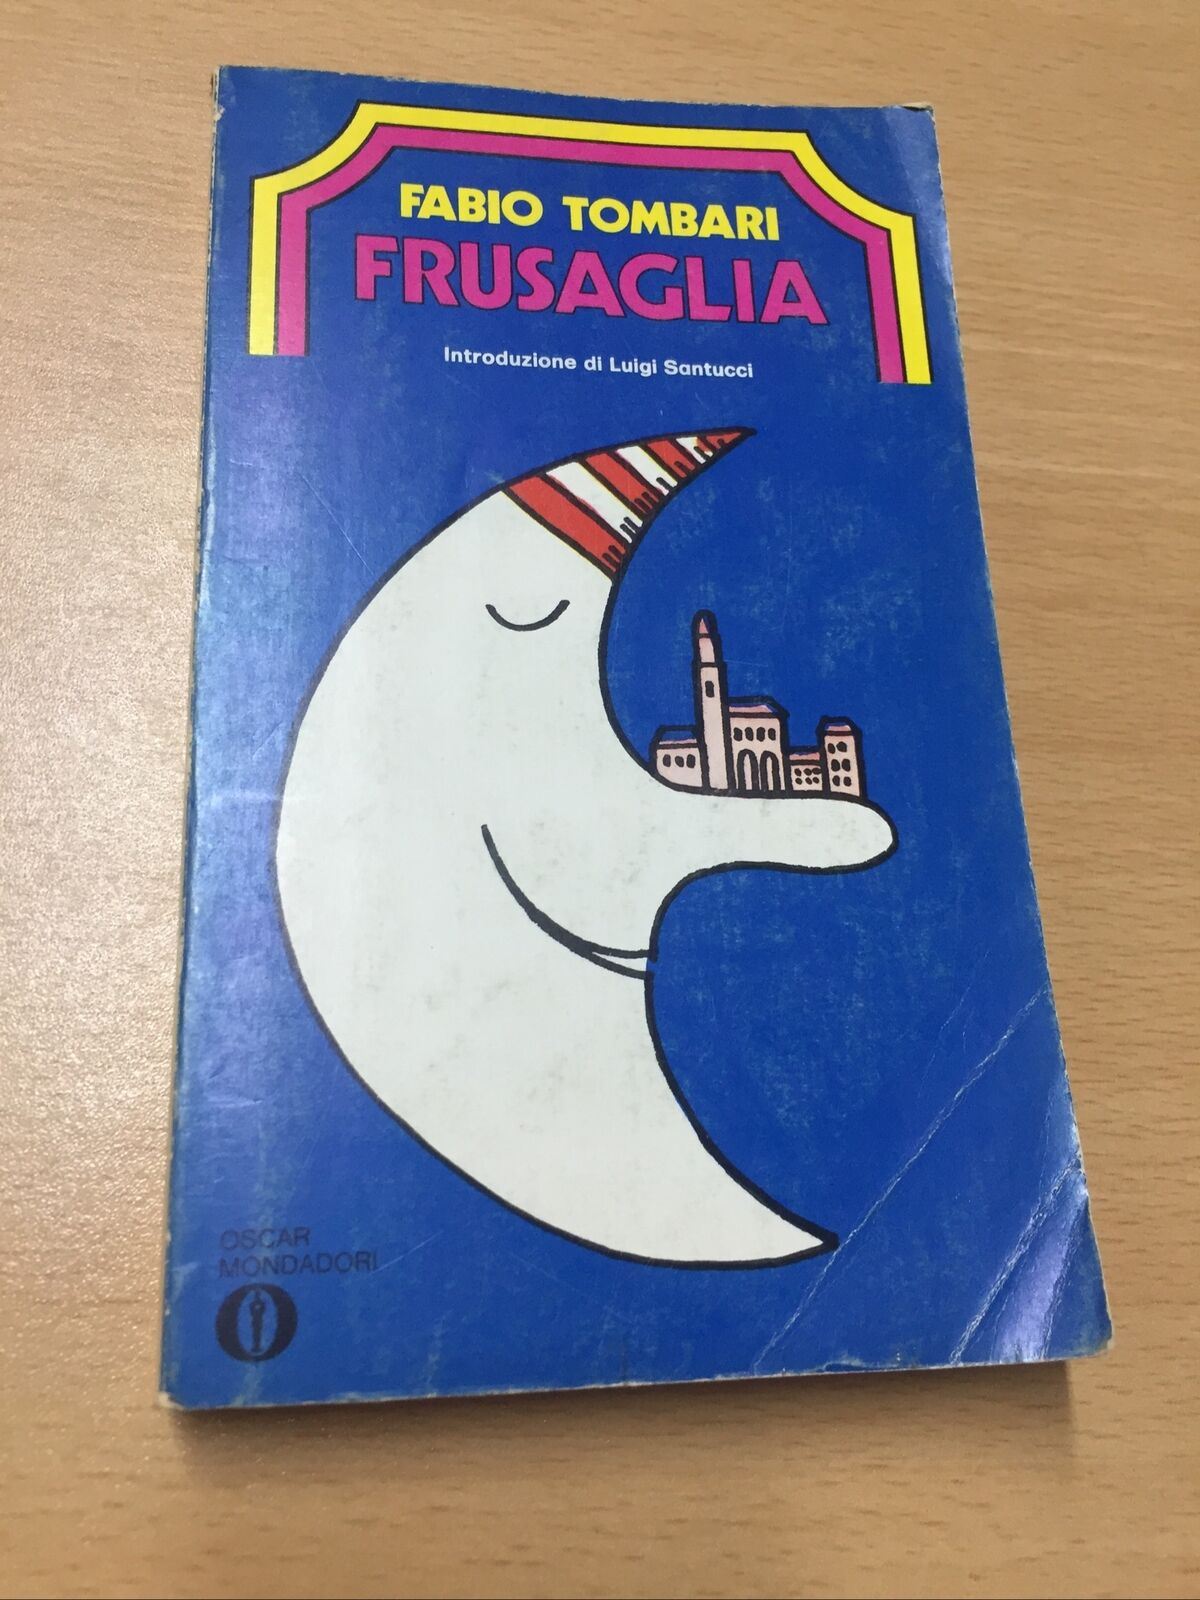 FABIO TOMBARI
FRUSAGLIA
Introduzione di Luigi Santucci
OSCAR
MONDADORI